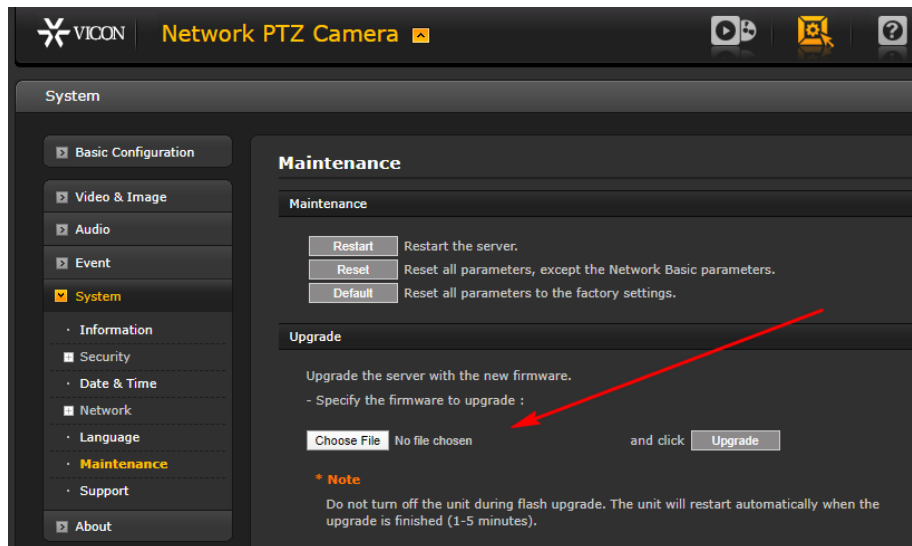 VICON Network PTZ Camera
System
Basic Configuration
Video & Image
Audio
Event
System
· Information
Security
· Date & Time
Network
· Language
· Maintenance
· Support
About
Maintenance
Maintenance
Restart Restart the server.
Reset Reset all parameters, except the Network Basic parameters.
Default Reset all parameters to the factory settings.
Upgrade
Upgrade the server with the new firmware.
- Specify the firmware to upgrade :
Choose File No file chosen and click Upgrade
* Note
Do not turn off the unit during flash upgrade. The unit will restart automatically when the
upgrade is finished (1-5 minutes).